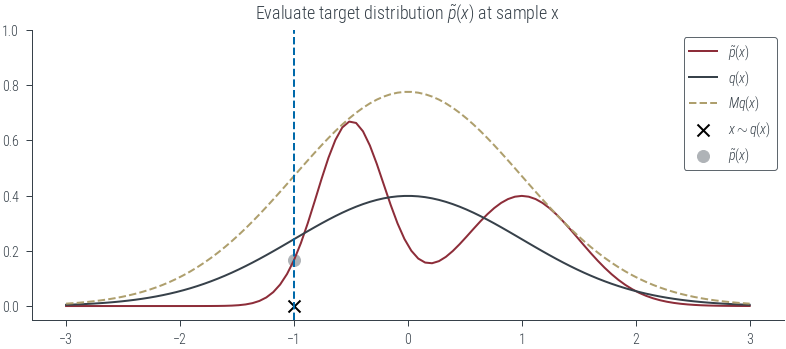 Evaluate target distribution p̃(x) at sample x
1.0
0.8
0.6
0.4
0.2
0.0
−3
−2
−1
0
1
2
3
p̃(x)
q(x)
Mq(x)
x ~ q(x)
p̃(x)